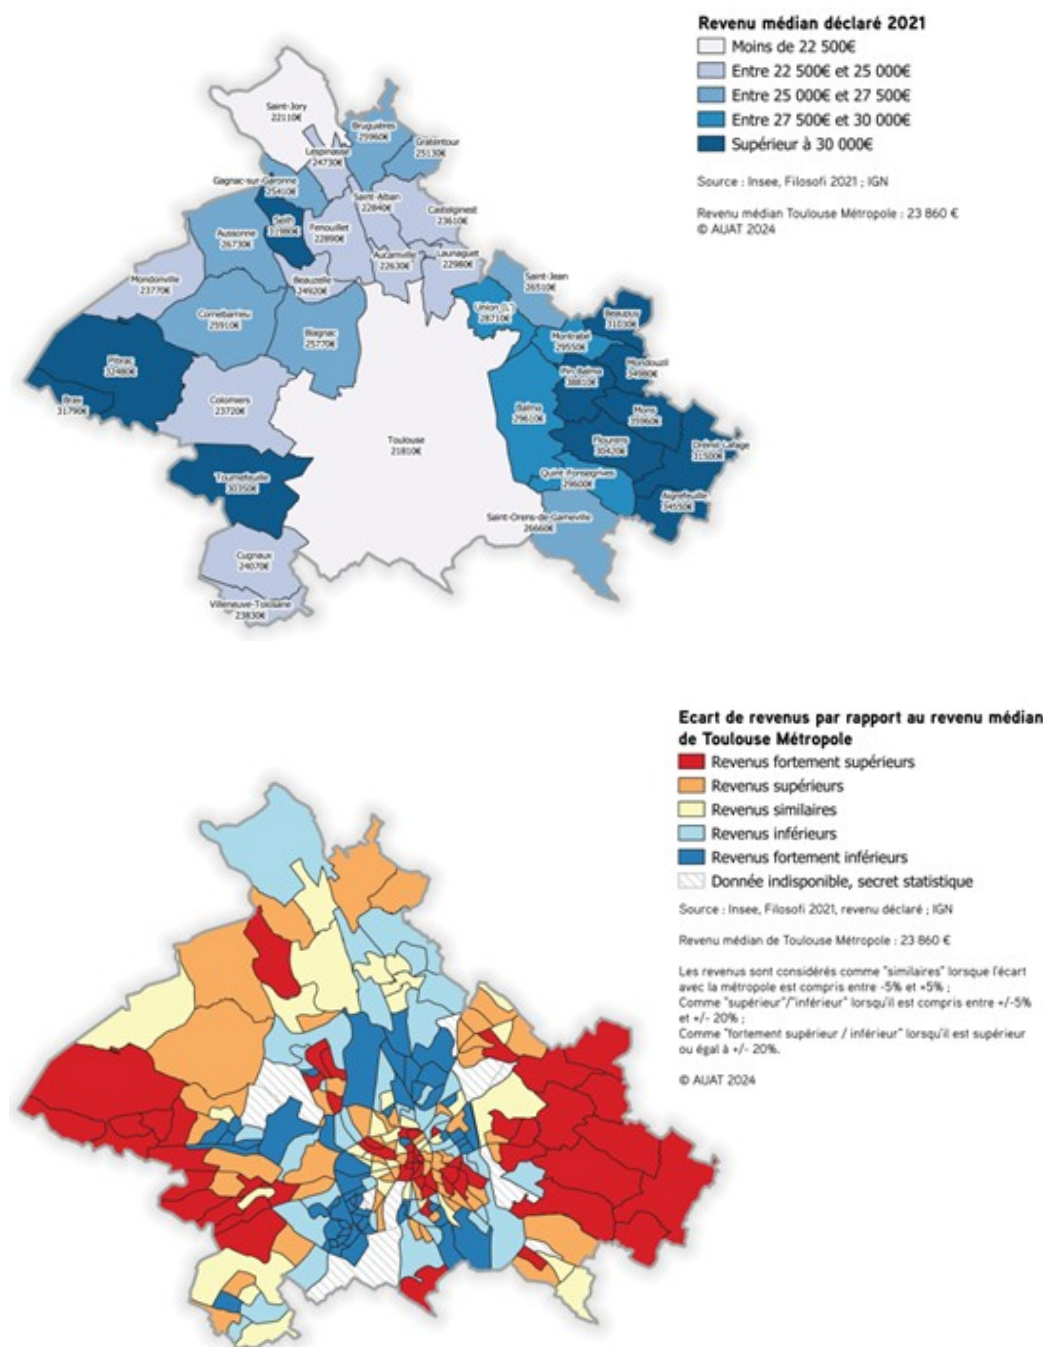 Revenu médian déclaré 2021
Moins de 22 500€
Entre 22 500€ et 25 000€
Entre 25 000€ et 27 500€
Entre 27 500€ et 30 000€
Supérieur à 30 000€
Source : Insee, Filosofi 2021 ; IGN
Revenu médian Toulouse Métropole : 23 860 €
© AUAT 2024
Saint-Jory
22110€
Bruguières
25960€
Gratentour
25130€
Lespinasse
24730€
Gagnac-sur-Garonne
25410€
Saint-Alban
22840€
Castelginest
23610€
Seilh
31980€
Fenouillet
22890€
Aussonne
26730€
Aucamville
22630€
Launaguet
22980€
Mondonville
23770€
Beauzelle
24920€
Saint-Jean
26510€
Cornebarrieu
25910€
Blagnac
25770€
Union (L')
28710€
Beaupuy
31030€
Montrabé
29550€
Pibrac
32480€
Mondouzil
34980€
Pin-Balma
38810€
Brax
31790€
Colomiers
23720€
Balma
29610€
Mons
35960€
Toulouse
21810€
Flourens
30420€
Drémil-Lafage
31500€
Tournefeuille
30350€
Quint-Fonsegrives
29600€
Aigrefeuille
34550€
Saint-Orens-de-Gameville
26660€
Cugnaux
24070€
Villeneuve-Tolosane
23830€
Ecart de revenus par rapport au revenu médian
de Toulouse Métropole
Revenus fortement supérieurs
Revenus supérieurs
Revenus similaires
Revenus inférieurs
Revenus fortement inférieurs
Donnée indisponible, secret statistique
Source : Insee, Filosofi 2021, revenu déclaré ; IGN
Revenu médian de Toulouse Métropole : 23 860 €
Les revenus sont considérés comme "similaires" lorsque l'écart
avec la métropole est compris entre -5% et +5% ;
Comme "supérieur"/"inférieur" lorsqu'il est compris entre +/-5%
et +/- 20% ;
Comme "fortement supérieur / inférieur" lorsqu'il est supérieur
ou égal à +/- 20%.
© AUAT 2024